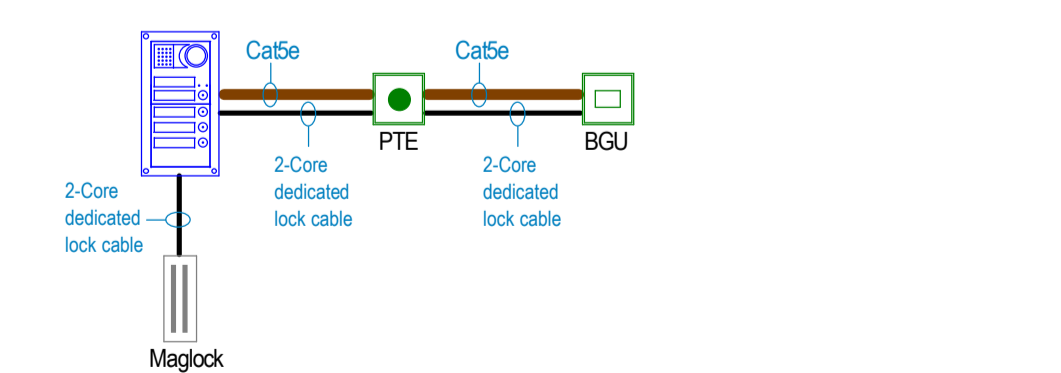 Cat5e
Cat5e
PTE
BGU
2-Core
dedicated
lock cable
2-Core
dedicated
lock cable
2-Core
dedicated
lock cable
Maglock